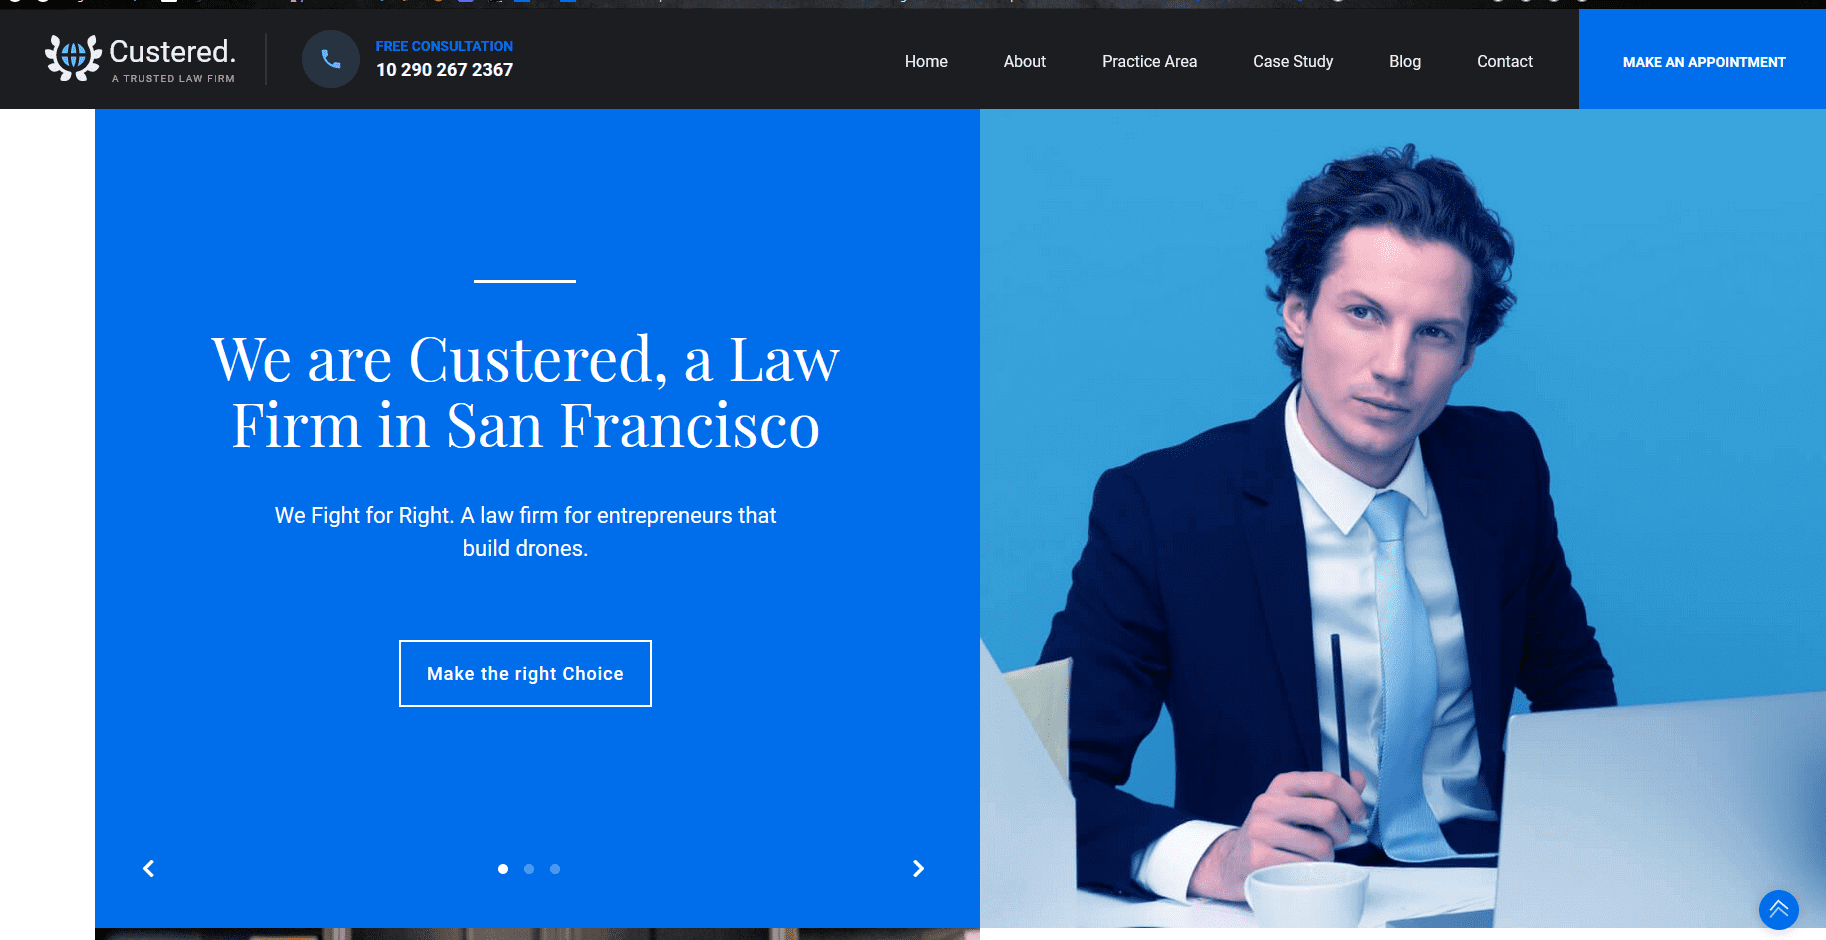 Custered.
A TRUSTED LAW FIRM
FREE CONSULTATION
10 290 267 2367
Home
About
Practice Area
Case Study
Blog
Contact
MAKE AN APPOINTMENT
We are Custered, a Law
Firm in San Francisco
We Fight for Right. A law firm for entrepreneurs that
build drones.
Make the right Choice